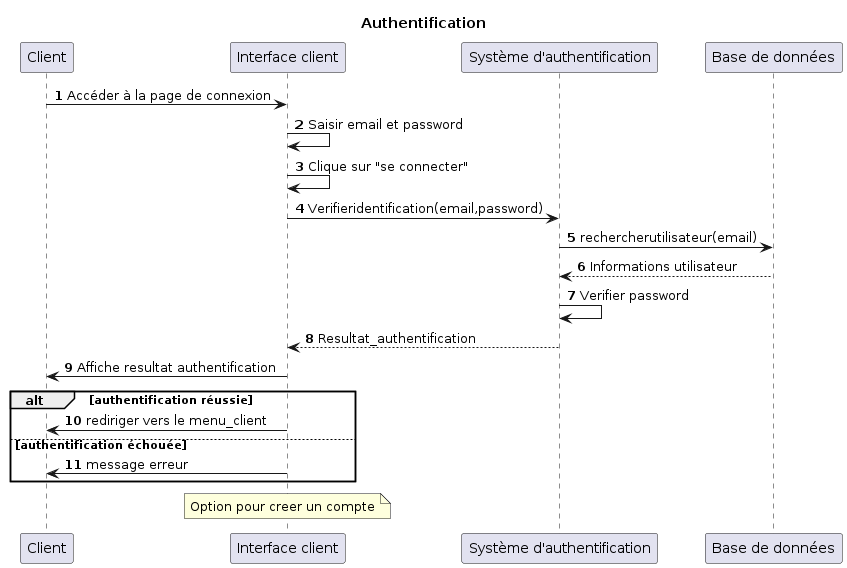 Authentification
Client
Interface client
Système d'authentification
Base de données
1 Accéder à la page de connexion
2 Saisir email et password
3 Clique sur "se connecter"
4 Verifieridentification(email,password)
5 rechercherutilisateur(email)
6 Informations utilisateur
7 Verifier password
8 Resultat_authentification
9 Affiche resultat authentification
alt [authentification réussie]
10 rediriger vers le menu_client
[authentification échouée]
11 message erreur
Option pour creer un compte
Client
Interface client
Système d'authentification
Base de données